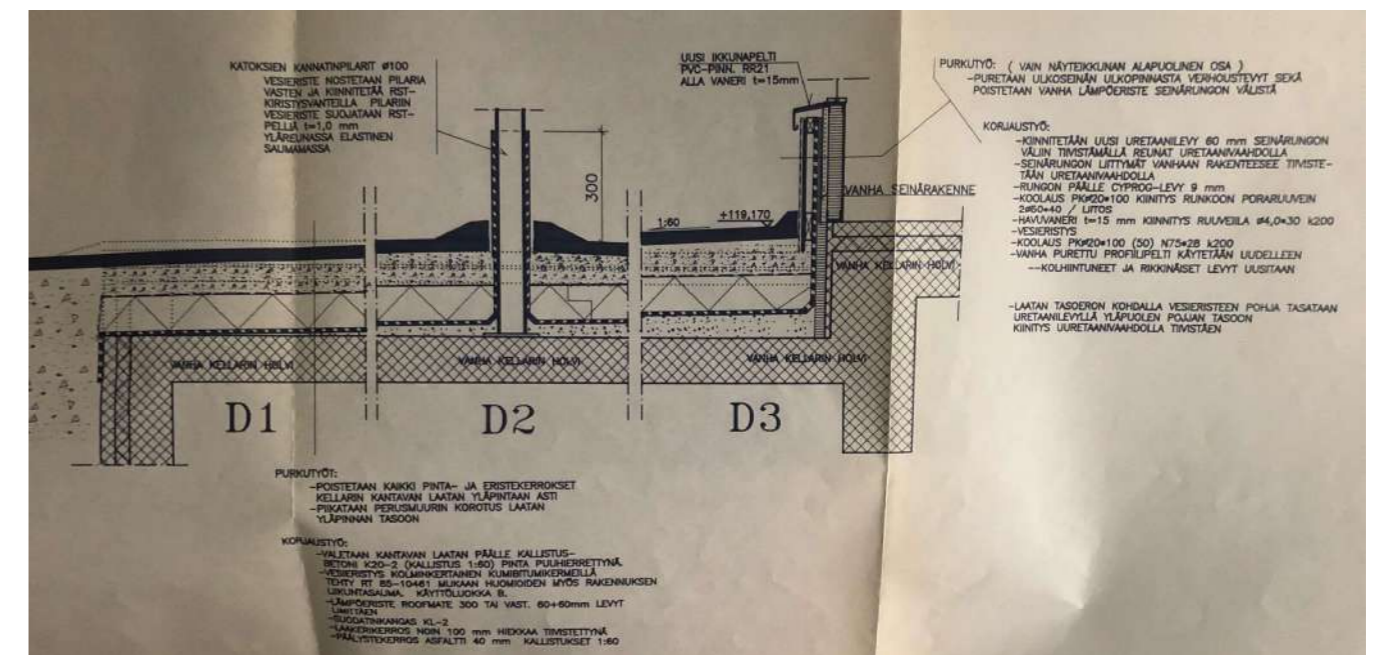 KATOKSIEN KANNATINPILARIT ø100
VESIERISTE NOSTETAAN PILARIA
VASTEN JA KIINNITETÄÄ RST-
KIRISTYSVANTEILLA PILARIIN
VESIERISTE SUOJATAAN RST-
PELLIÄ t=1,0 mm
YLÄREUNASSA ELASTINEN
SAUMAMASSA
UUSI IKKUNAPELTI
PVC-PINN. RR21
ALLA VANERI t=15mm
PURKUTYÖ: ( VAIN NÄYTEIKKUNAN ALAPUOLINEN OSA )
-PURETAAN ULKOSEINÄN ULKOPINNASTA VERHOUSTEVYT SEKÄ
POISTETAAN VANHA LÄMPÖERISTE SEINÄRUNGON VÄLISTÄ
KORJAUSTYÖ:
-KIINNITETÄÄN UUSI URETAANILEVY 60 mm SEINÄRUNGON
VÄLIIN TIIVISTÄMÄLLÄ REUNAT URETAANIVAAHDOLLA
-SEINÄRUNGON LIITTYMÄT VANHAAN RAKENTEESEE TIIVISTE-
TÄÄN URETAANIVAAHDOLLA
-RUNGON PÄÄLLE CYPROG-LEVY 9 mm
-KOOLAUS PK#20*100 KIINITYS RUNKOON PORARUUVEIN
2ø60*40 / LIITOS
-HAVUVANERI t=15 mm KIINNITYS RUUVEILLA ø4,0*30 k200
-VESIERISTYS
-KOOLAUS PK#20*100 (50) N75*28 k200
-VANHA PURETTU PROFIILIPELTI KÄYTETÄÄN UUDELLEEN
--KOLHIINTUNEET JA RIKKINÄISET LEVYT UUSITAAN
-LAATAN TASOERON KOHDALLA VESIERISTEEN POHJA TASATAAN
URETAANILEVYLLÄ YLÄPUOLEN POJJAN TASOON
KIINITYS UURETAANIVAAHDOLLA TIIVISTÄEN
300
VANHA SEINÄRAKENNE
1:60
+119,170
VANHA KELLARIN HOLVI
VANHA KELLARIN HOLVI
VANHA KELLARIN HOLVI
VANHA KELLARIN HOLVI
D1
D2
D3
PURKUTYÖT:
-POISTETAAN KAIKKI PINTA- JA ERISTEKERROKSET
KELLARIN KANTAVAN LAATAN YLÄPINTAAN ASTI
-PIIKATAAN PERUSMUURIN KOROTUS LAATAN
YLÄPINNAN TASOON
KORJAUSTYÖ:
-VALETAAN KANTAVAN LAATAN PÄÄLLE KALLISTUS-
BETONI K20-2 (KALLISTUS 1:60) PINTA PUUHIERRETTYNÄ.
-VESIERISTYS KOLMINKERTAINEN KUMIBITUMIKERMEILLÄ
TEHTY RT 85-10461 MUKAAN HUOMIOIDEN MYÖS RAKENNUKSEN
LIIKUNTASAUMA. KÄYTTÖLUOKKA B.
-LÄMPÖERISTE ROOFMATE 300 TAI VAST. 60+60mm LEVYT
LIMITTÄEN
-SUODATINKANGAS KL-2
-LAAKERIKERROS NOIN 100 mm HIEKKAA TIIVISTETTYNÄ
-PÄÄLYSTEKERROS ASFALTTI 40 mm KALLISTUKSET 1:60